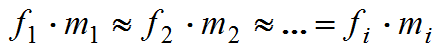 f₁ · m₁ ≈ f₂ · m₂ ≈ ... = fᵢ · mᵢ